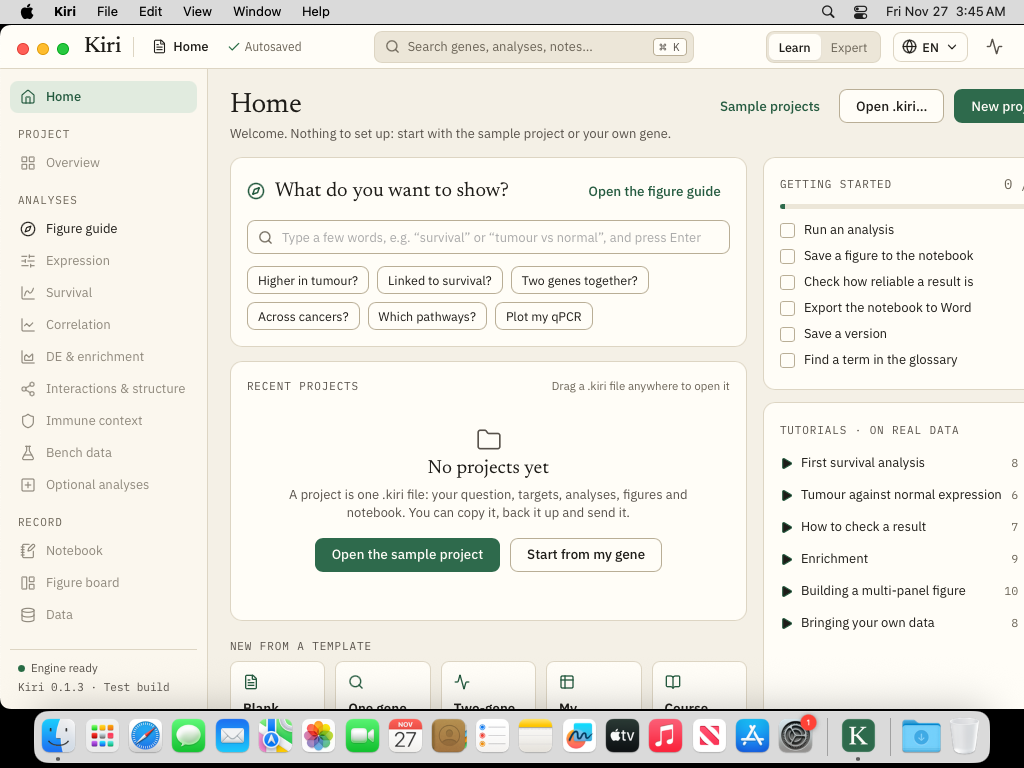 Kiri File Edit View Window Help Fri Nov 27 3:45 AM
Kiri Home Autosaved Search genes, analyses, notes... ⌘ K Learn Expert EN
Home
PROJECT
Overview
ANALYSES
Figure guide
Expression
Survival
Correlation
DE & enrichment
Interactions & structure
Immune context
Bench data
Optional analyses
RECORD
Notebook
Figure board
Data
Engine ready
Kiri 0.1.3 · Test build
Home
Sample projects Open .kiri...
New pro
Welcome. Nothing to set up: start with the sample project or your own gene.
What do you want to show? Open the figure guide
Type a few words, e.g. “survival” or “tumour vs normal”, and press Enter
Higher in tumour? Linked to survival? Two genes together?
Across cancers? Which pathways? Plot my qPCR
RECENT PROJECTS Drag a .kiri file anywhere to open it
No projects yet
A project is one .kiri file: your question, targets, analyses, figures and
notebook. You can copy it, back it up and send it.
Open the sample project Start from my gene
NEW FROM A TEMPLATE
Blank One gene Two-gene My Course
GETTING STARTED 0 /
Run an analysis
Save a figure to the notebook
Check how reliable a result is
Export the notebook to Word
Save a version
Find a term in the glossary
TUTORIALS · ON REAL DATA
First survival analysis 8
Tumour against normal expression 6
How to check a result 7
Enrichment 9
Building a multi-panel figure 10
Bringing your own data 8
NOV
27
tv
1
K